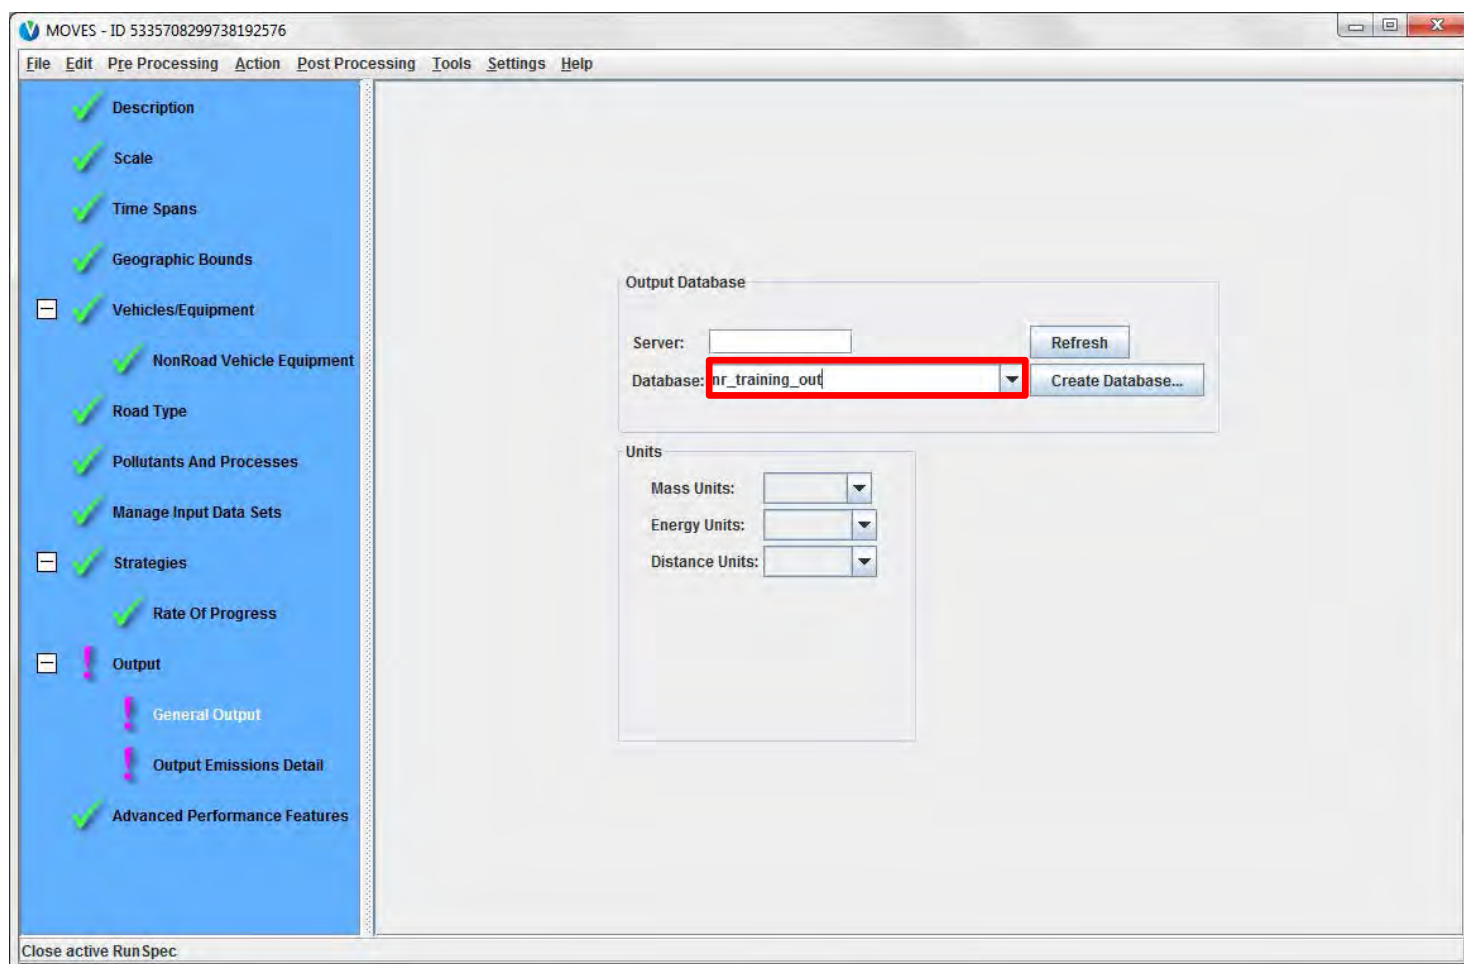 MOVES - ID 5335708299738192576
File Edit Pre Processing Action Post Processing Tools Settings Help
Description
Scale
Time Spans
Geographic Bounds
Vehicles/Equipment
NonRoad Vehicle Equipment
Road Type
Pollutants And Processes
Manage Input Data Sets
Strategies
Rate Of Progress
Output
General Output
Output Emissions Detail
Advanced Performance Features
Output Database
Server:
Refresh
Database: nr_training_out
Create Database...
Units
Mass Units:
Energy Units:
Distance Units:
Close active RunSpec